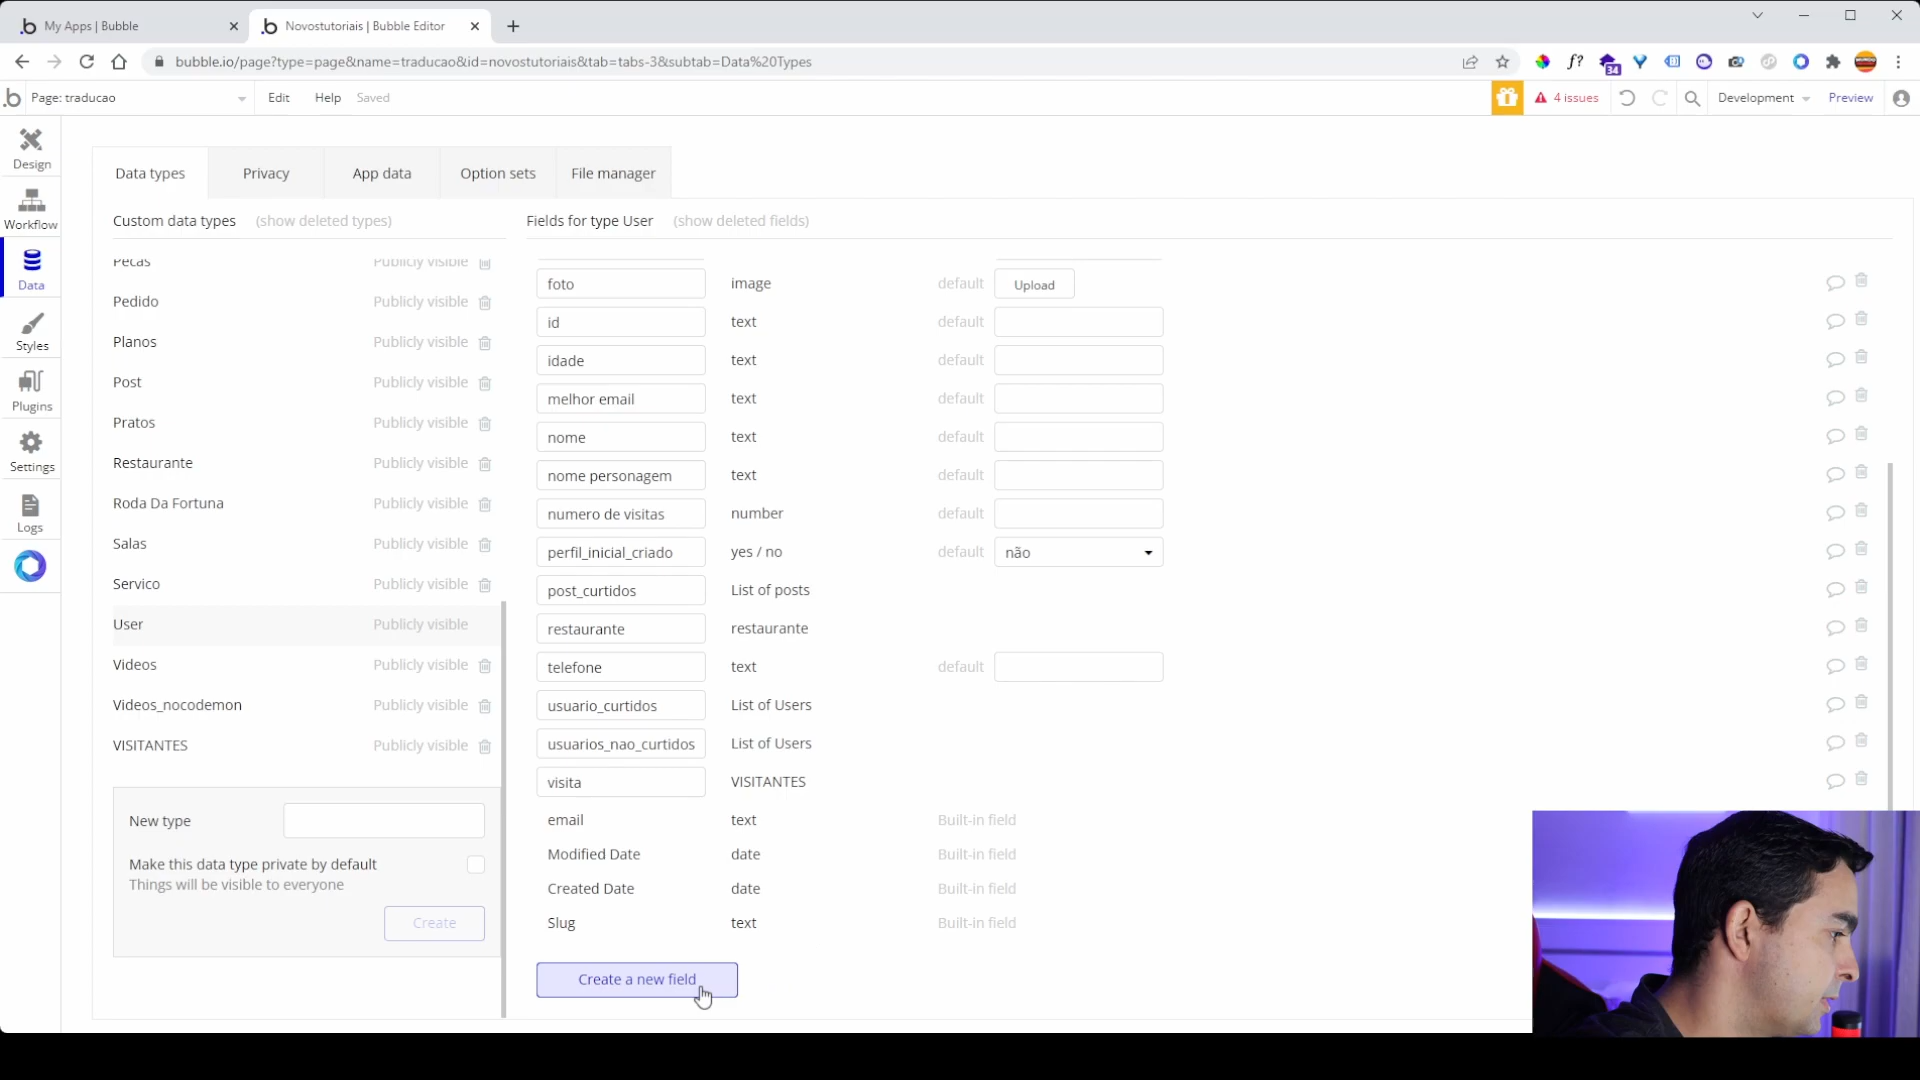 My Apps | Bubble
Novostutoriais | Bubble Editor
bubble.io/page?type=page&name=traducao&id=novostutoriais&tab=tabs-3&subtab=Data%20Types
f?
34
Page: traducao
Edit
Help
Saved
4 issues
Development
Preview
Design
Workflow
Data
Styles
Plugins
Settings
Logs
Data types
Privacy
App data
Option sets
File manager
Custom data types (show deleted types)
Pecas Publicly visible
Pedido Publicly visible
Planos Publicly visible
Post Publicly visible
Pratos Publicly visible
Restaurante Publicly visible
Roda Da Fortuna Publicly visible
Salas Publicly visible
Servico Publicly visible
User Publicly visible
Videos Publicly visible
Videos_nocodemon Publicly visible
VISITANTES Publicly visible
New type
Make this data type private by default
Things will be visible to everyone
Create
Fields for type User (show deleted fields)
foto image default Upload
id text default
idade text default
melhor email text default
nome text default
nome personagem text default
numero de visitas number default
perfil_inicial_criado yes / no default não
post_curtidos List of posts
restaurante restaurante
telefone text default
usuario_curtidos List of Users
usuarios_nao_curtidos List of Users
visita VISITANTES
email text Built-in field
Modified Date date Built-in field
Created Date date Built-in field
Slug text Built-in field
Create a new field